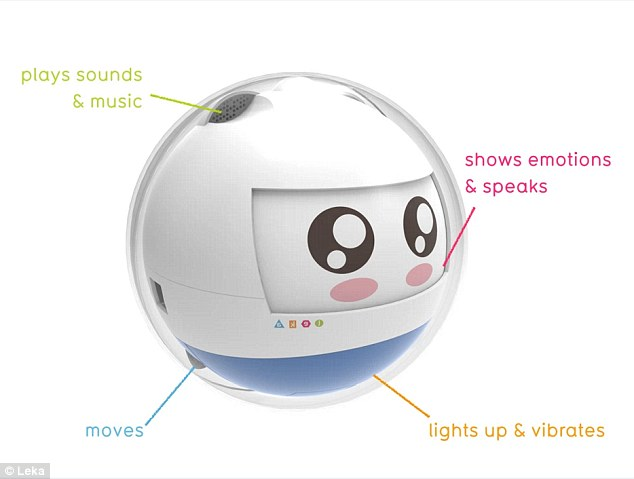 plays sounds
& music
shows emotions
& speaks
moves
lights up & vibrates
© Leka